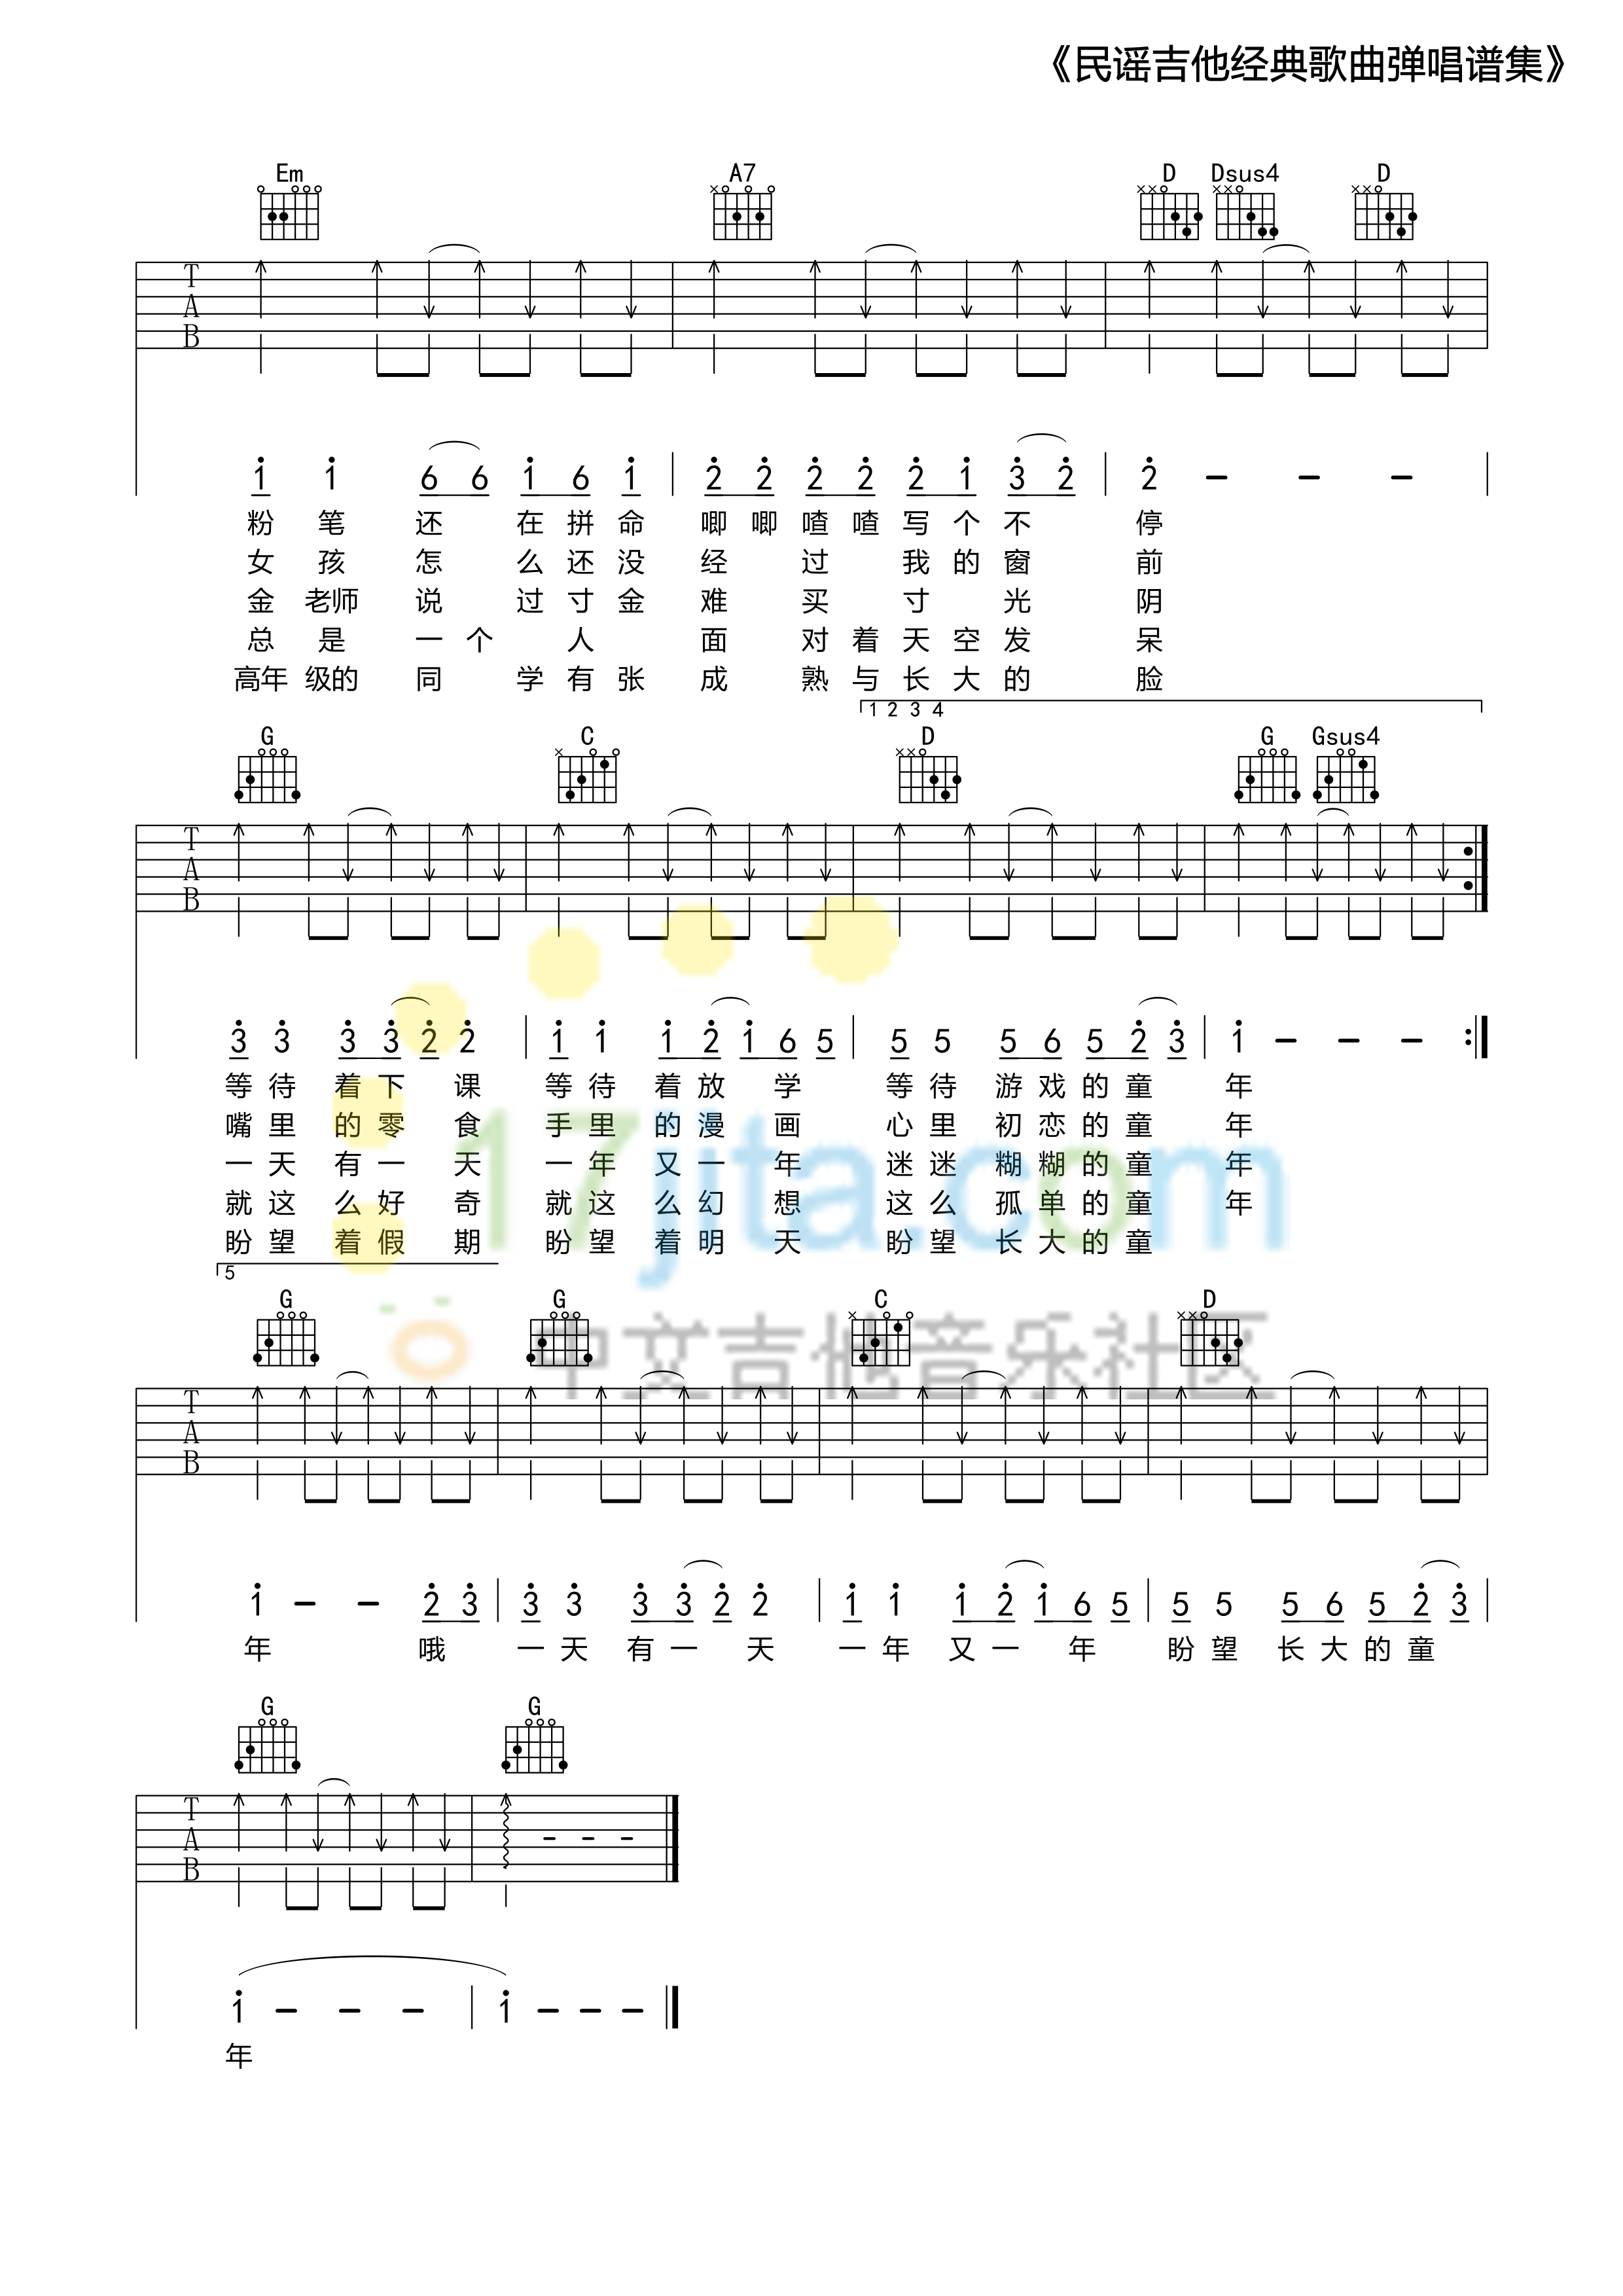 《民谣吉他经典歌曲弹唱谱集》
Em A7 D Dsus4 D
T
A
B
1 1 6 6 1 6 1 2 2 2 2 2 1 3 2 2 - - -
粉 笔 还 在 拼 命 唧 唧 喳 喳 写 个 不 停
女 孩 怎 么 还 没 经 过 我 的 窗 前
金 老师 说 过 寸 金 难 买 寸 光 阴
总 是 一 个 人 面 对 着 天 空 发 呆
高年 级的 同 学 有 张 成 熟 与 长 大 的 脸
1 2 3 4
G C D G Gsus4
T
A
B
3 3 3 3 2 2 1 1 1 2 1 6 5 5 5 5 6 5 2 3 1 - - -
等 待 着 下 课 等 待 着 放 学 等 待 游 戏 的 童 年
嘴 里 的 零 食 手 里 的 漫 画 心 里 初 恋 的 童 年
一 天 有 一 天 一 年 又 一 年 迷 迷 糊 糊 的 童 年
就 这 么 好 奇 就 这 么 幻 想 这 么 孤 单 的 童 年
盼 望 着 假 期 盼 望 着 明 天 盼 望 长 大 的 童
17jita.com
5
G G C D
中文吉他音乐社区
T
A
B
1 - - 2 3 3 3 3 3 2 2 1 1 1 2 1 6 5 5 5 5 6 5 2 3
年 哦 一 天 有 一 天 一 年 又 一 年 盼 望 长 大 的 童
G G
T
A
B
1 - - - 1 - - -
年